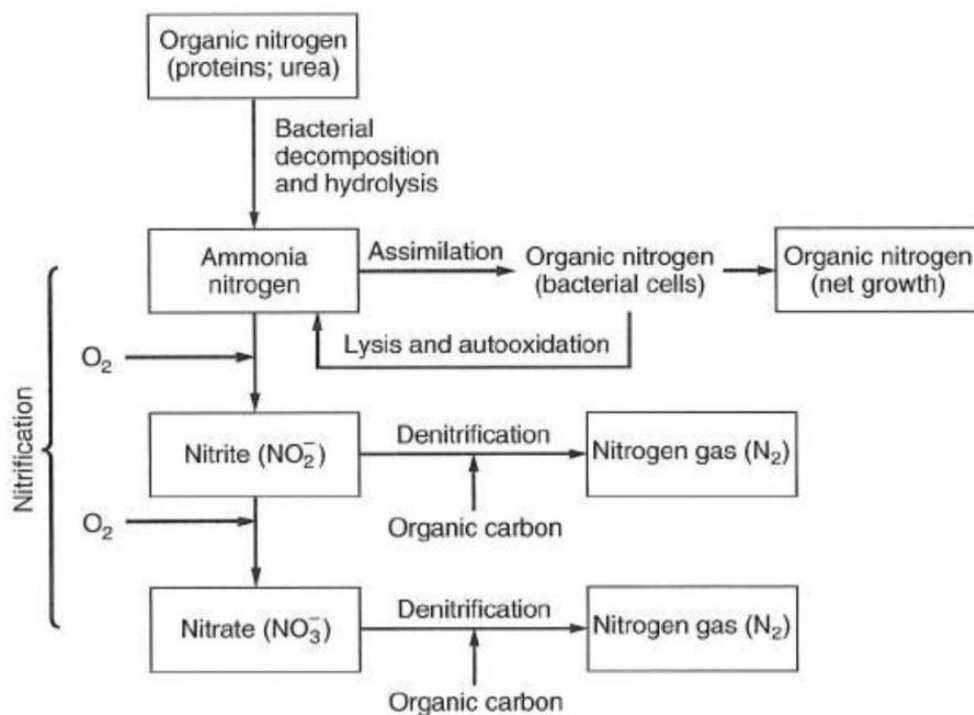 Organic nitrogen
(proteins; urea)
Bacterial
decomposition
and hydrolysis
Ammonia
nitrogen
Assimilation
Organic nitrogen
(bacterial cells)
Organic nitrogen
(net growth)
Lysis and autooxidation
O₂
Nitrification
Nitrite (NO₂⁻)
Denitrification
Nitrogen gas (N₂)
Organic carbon
O₂
Nitrate (NO₃⁻)
Denitrification
Nitrogen gas (N₂)
Organic carbon